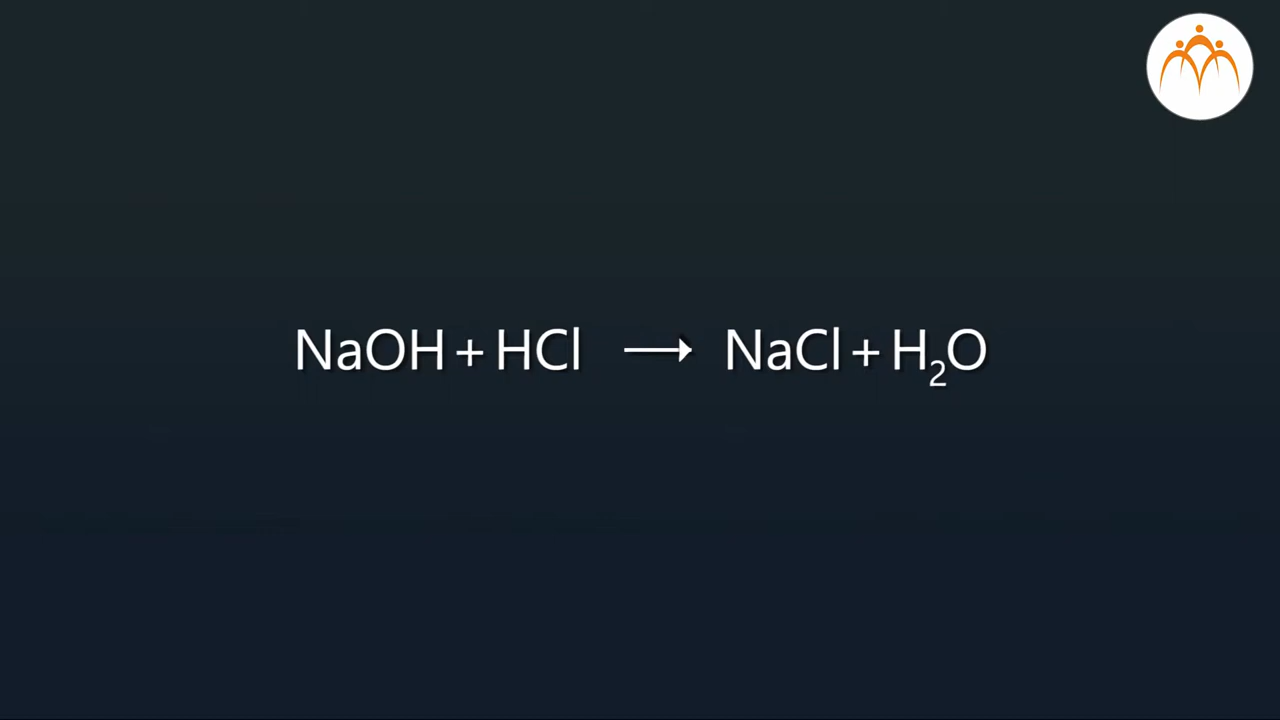 NaOH + HCl ⟶ NaCl + H₂O